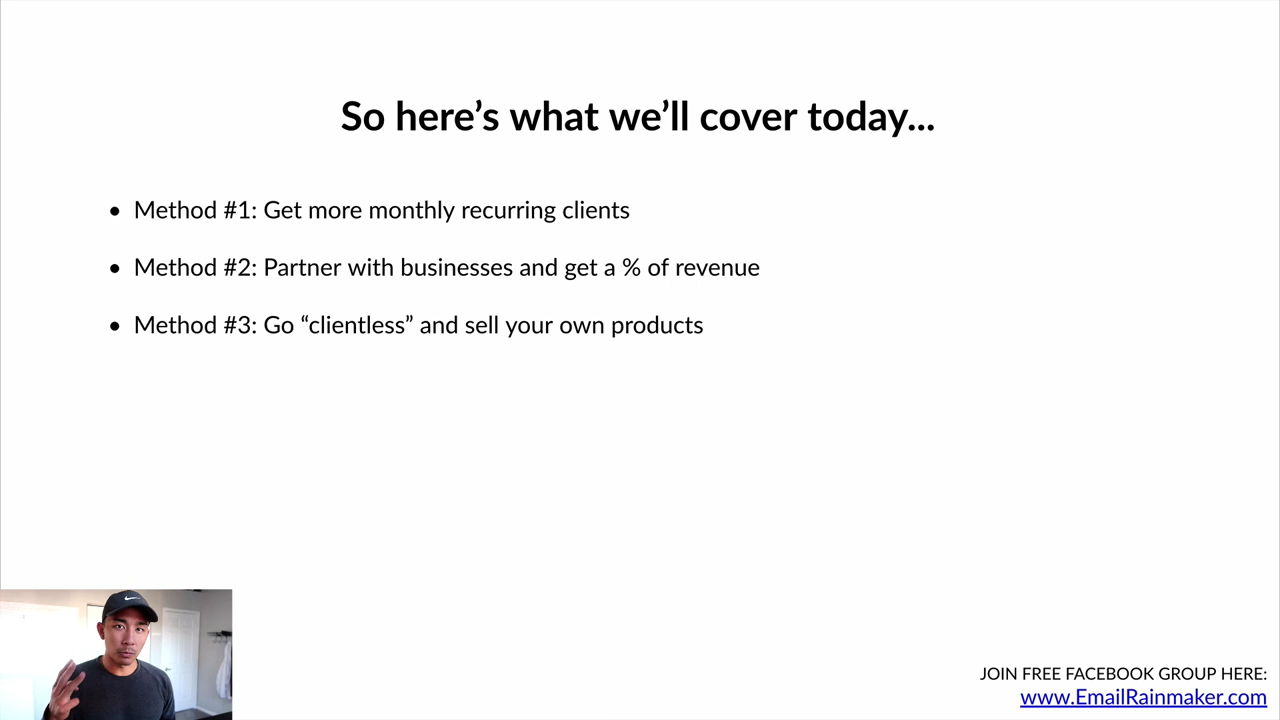 So here’s what we’ll cover today...
• Method #1: Get more monthly recurring clients
• Method #2: Partner with businesses and get a % of revenue
• Method #3: Go “clientless” and sell your own products
JOIN FREE FACEBOOK GROUP HERE:
www.EmailRainmaker.com